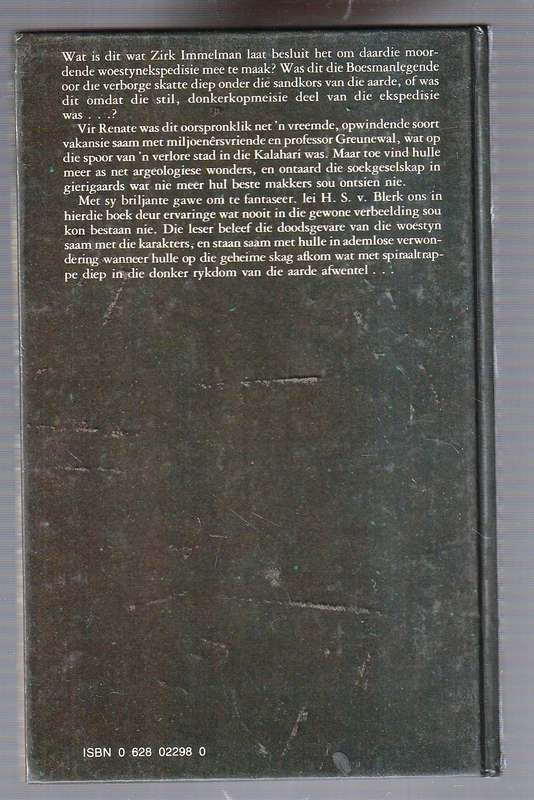 Wat is dit wat Zirk Immelman laat besluit het om daardie moor-
dende woestynekspedisie mee te maak? Was dit die Boesmanlegende
oor die verborge skatte diep onder die sandkors van die aarde, of was
dit omdat die stil, donkerkopmeisie deel van die ekspedisie
was . . .?
Vir Renate was dit oorspronklik net 'n vreemde, opwindende soort
vakansie saam met miljoenêrsvriende en professor Greunewal, wat op
die spoor van 'n verlore stad in die Kalahari was. Maar toe vind hulle
meer as net argeologiese wonders, en ontaard die soekgeselskap in
gierigaards wat nie meer hul beste makkers sou ontsien nie.
Met sy briljante gawe om te fantaseer, lei H. S. v. Blerk ons in
hierdie boek deur ervaringe wat nooit in die gewone verbeelding sou
kon bestaan nie. Die leser beleef die doodsgevare van die woestyn
saam met die karakters, en staan saam met hulle in ademlose verwon-
dering wanneer hulle op die geheime skag afkom wat met spiraaltrap-
pe diep in die donker rykdom van die aarde afwentel . . .
ISBN 0 628 02298 0